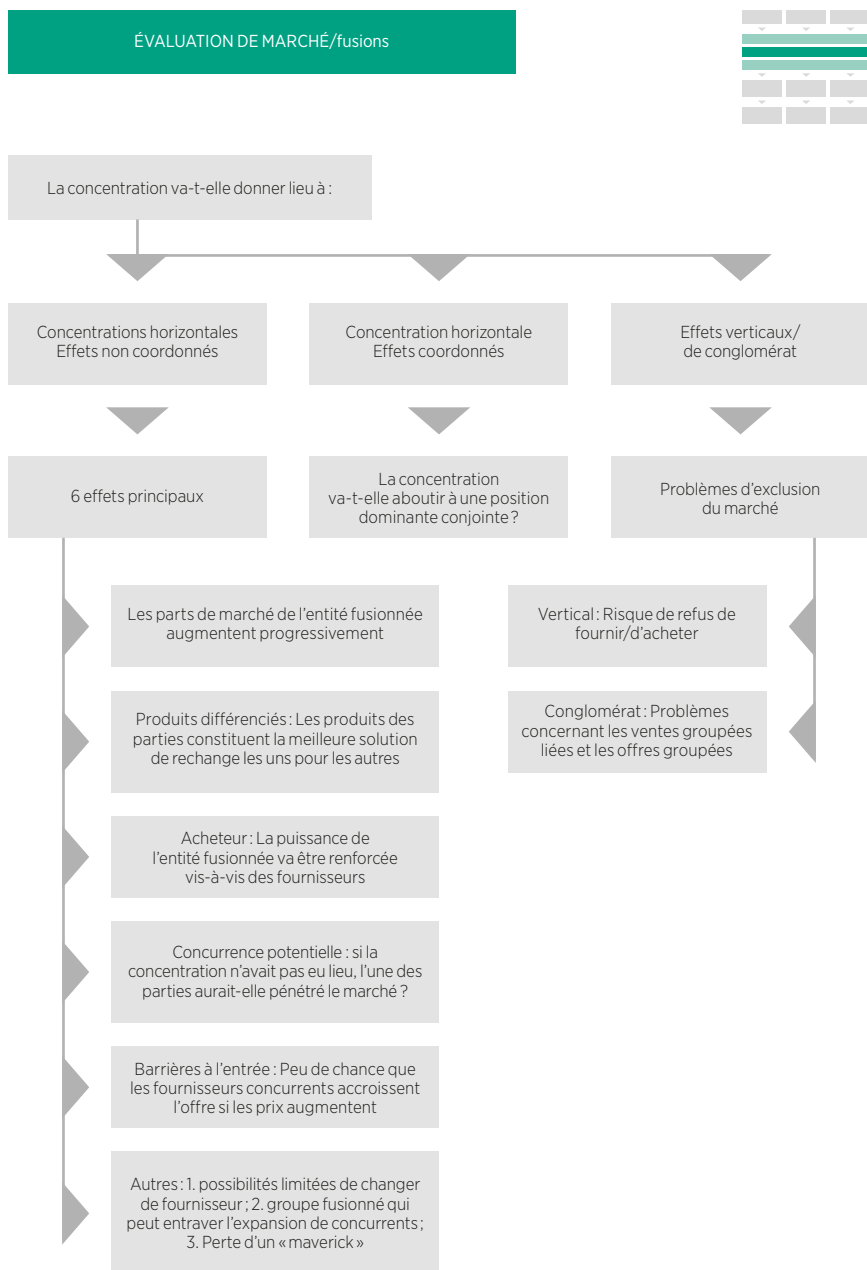 ÉVALUATION DE MARCHÉ/fusions
La concentration va-t-elle donner lieu à :
Concentrations horizontales
Effets non coordonnés
Concentration horizontale
Effets coordonnés
Effets verticaux/
de conglomérat
6 effets principaux
La concentration
va-t-elle aboutir à une position
dominante conjointe ?
Problèmes d’exclusion
du marché
Les parts de marché de l’entité fusionnée
augmentent progressivement
Produits différenciés : Les produits des
parties constituent la meilleure solution
de rechange les uns pour les autres
Acheteur : La puissance de
l’entité fusionnée va être renforcée
vis-à-vis des fournisseurs
Concurrence potentielle : si la
concentration n’avait pas eu lieu, l’une des
parties aurait-elle pénétré le marché ?
Barrières à l’entrée : Peu de chance que
les fournisseurs concurrents accroissent
l’offre si les prix augmentent
Autres : 1. possibilités limitées de changer
de fournisseur ; 2. groupe fusionné qui
peut entraver l’expansion de concurrents ;
3. Perte d’un « maverick »
Vertical : Risque de refus de
fournir/d’acheter
Conglomérat : Problèmes
concernant les ventes groupées
liées et les offres groupées